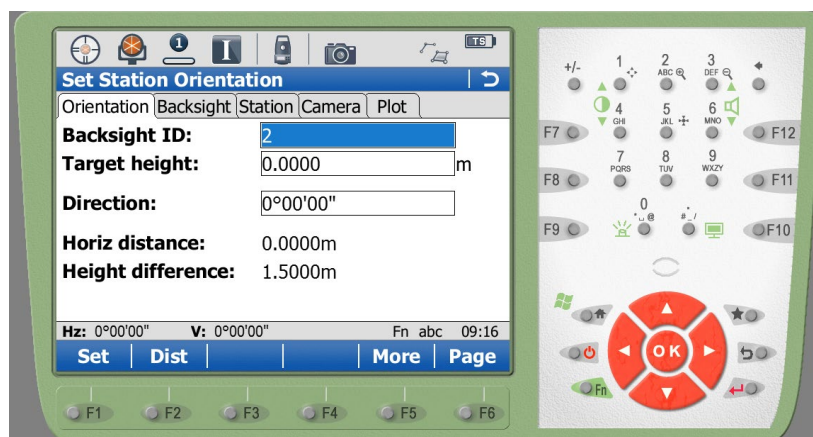 1 I TS
Set Station Orientation
Orientation Backsight Station Camera Plot
Backsight ID: 2
Target height: 0.0000 m
Direction: 0°00'00"
Horiz distance: 0.0000m
Height difference: 1.5000m
Hz: 0°00'00" V: 0°00'00" Fn abc 09:16
Set Dist More Page
F1 F2 F3 F4 F5 F6
+/- 1 2 3
ABC DEF
4 5 6
GHI JKL MNO
F7 F12
7 8 9
PQRS TUV WXZY
F8 F11
0 .
*␣@ #_/
F9 F10
OK
Fn